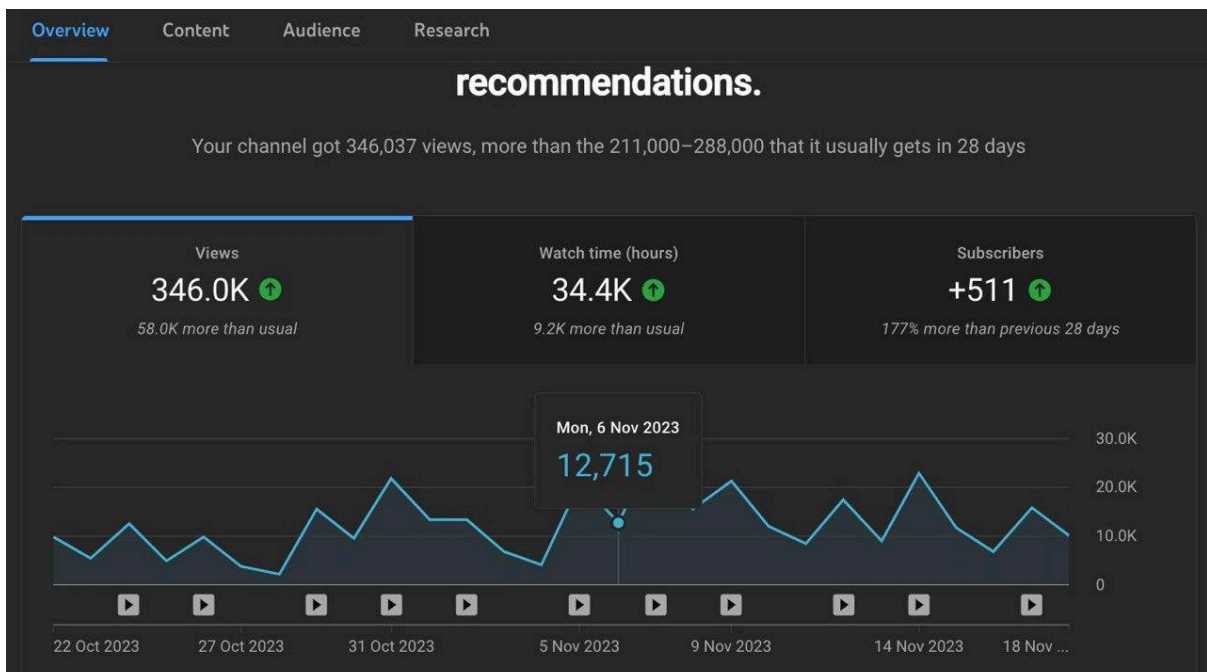 Overview Content Audience Research
recommendations.
Your channel got 346,037 views, more than the 211,000–288,000 that it usually gets in 28 days
Views
346.0K
58.0K more than usual
Watch time (hours)
34.4K
9.2K more than usual
Subscribers
+511
177% more than previous 28 days
Mon, 6 Nov 2023
12,715
30.0K
20.0K
10.0K
0
22 Oct 2023 27 Oct 2023 31 Oct 2023 5 Nov 2023 9 Nov 2023 14 Nov 2023 18 Nov ...